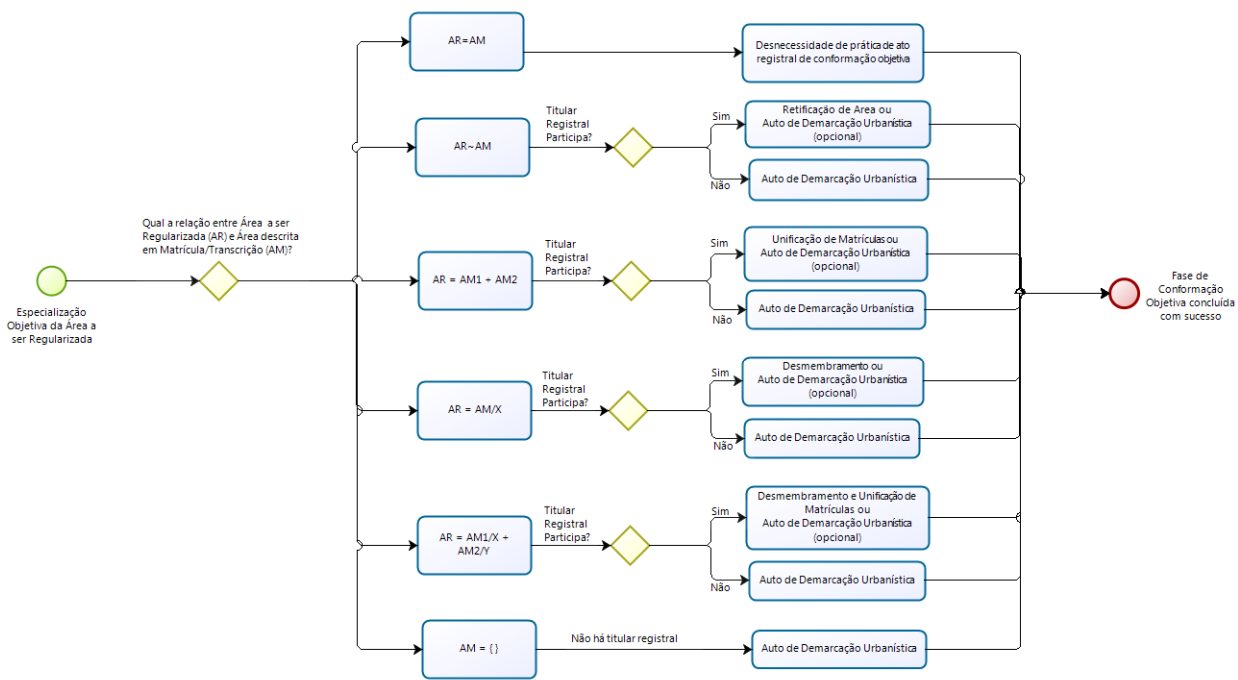 Especialização
Objetiva da Área a
ser Regularizada
Qual a relação entre Área a ser
Regularizada (AR) e Área descrita
em Matrícula/Transcrição (AM)?
AR=AM
Desnecessidade de prática de ato
registral de conformação objetiva
AR~AM
Titular
Registral
Participa?
Sim
Retificação de Area ou
Auto de Demarcação Urbanística
(opcional)
Não
Auto de Demarcação Urbanística
AR = AM1 + AM2
Titular
Registral
Participa?
Sim
Unificação de Matrículas ou
Auto de Demarcação Urbanística
(opcional)
Não
Auto de Demarcação Urbanística
AR = AM/X
Titular
Registral
Participa?
Sim
Desmembramento ou
Auto de Demarcação Urbanística
(opcional)
Não
Auto de Demarcação Urbanística
AR = AM1/X +
AM2/Y
Titular
Registral
Participa?
Sim
Desmembramento e Unificação de
Matrículas ou
Auto de Demarcação Urbanística
(opcional)
Não
Auto de Demarcação Urbanística
AM = { }
Não há titular registral
Auto de Demarcação Urbanística
Fase de
Conformação
Objetiva concluída
com sucesso